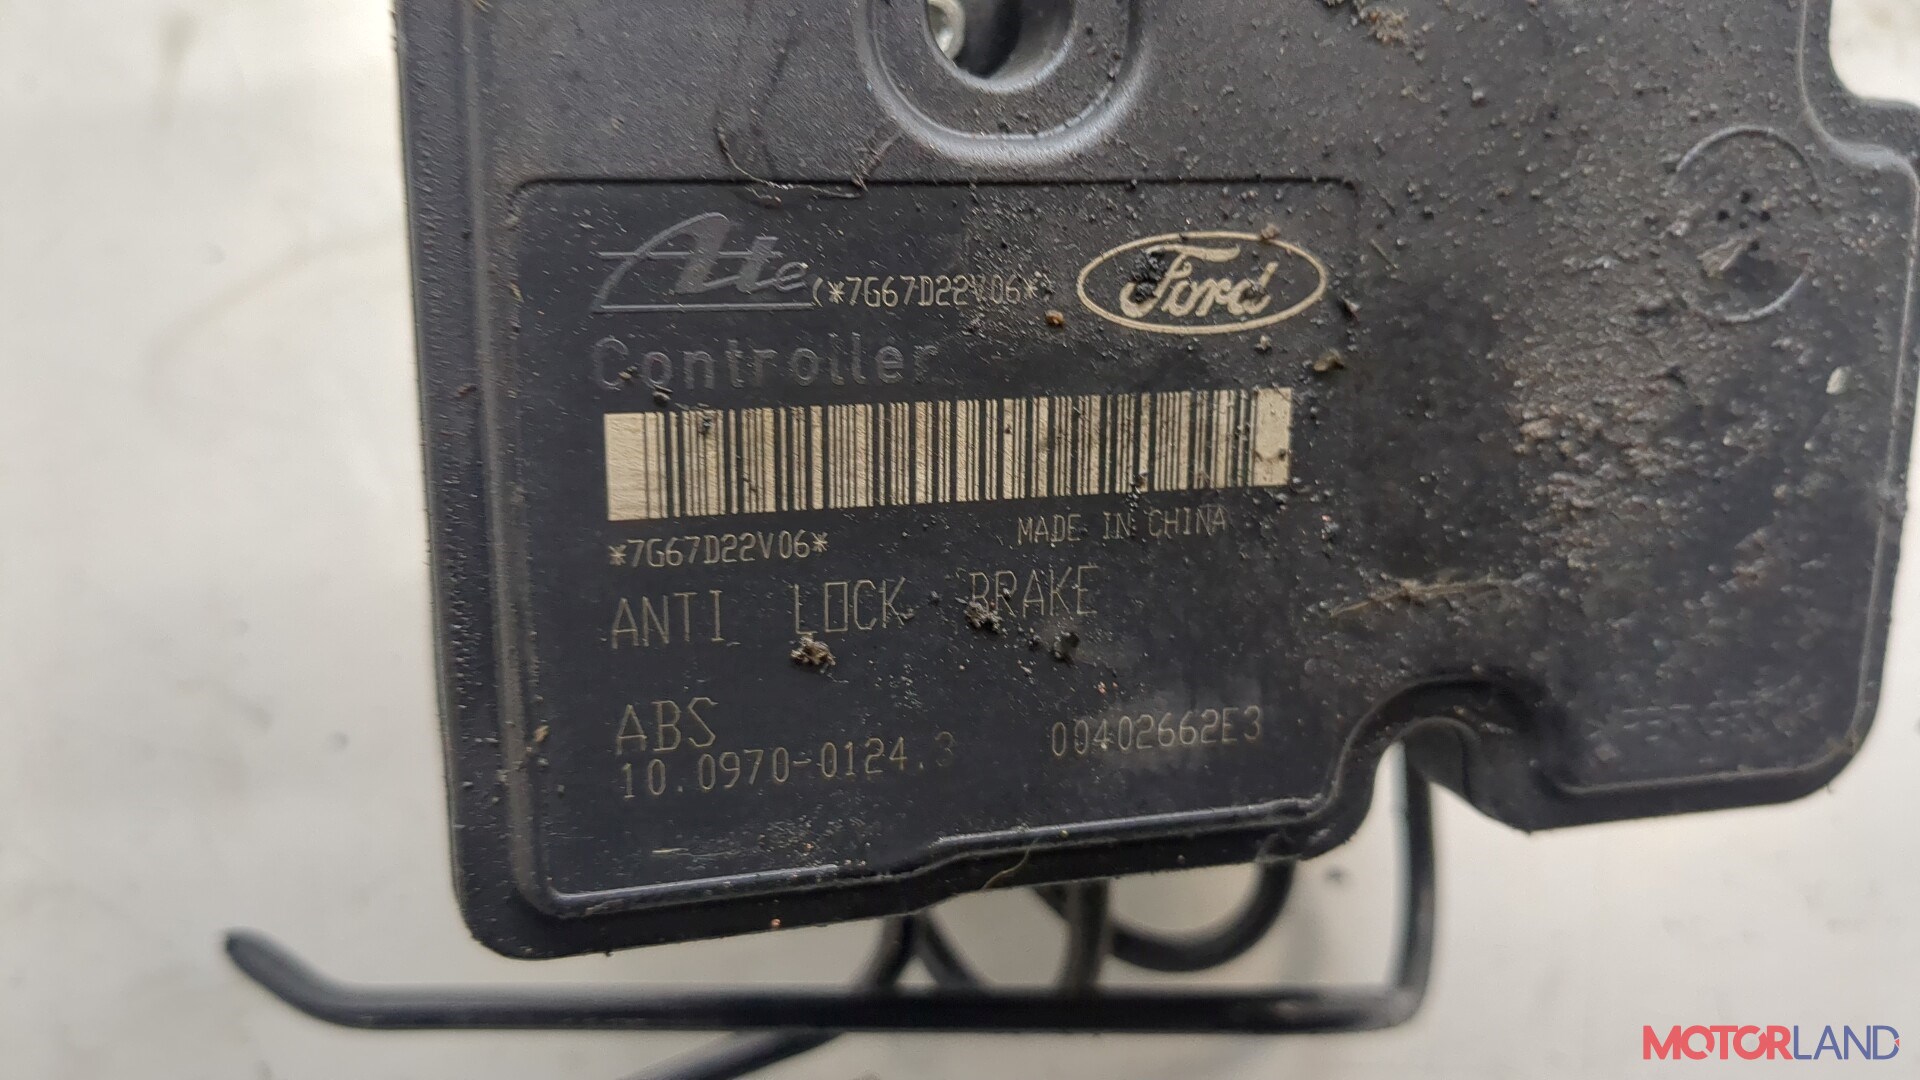 Ate (*7G67D22V06*)
Ford
Controller
*7G67D22V06*
MADE IN CHINA
ANTI LOCK BRAKE
ABS
10.0970-0124.3 00402662E3
MOTORLAND